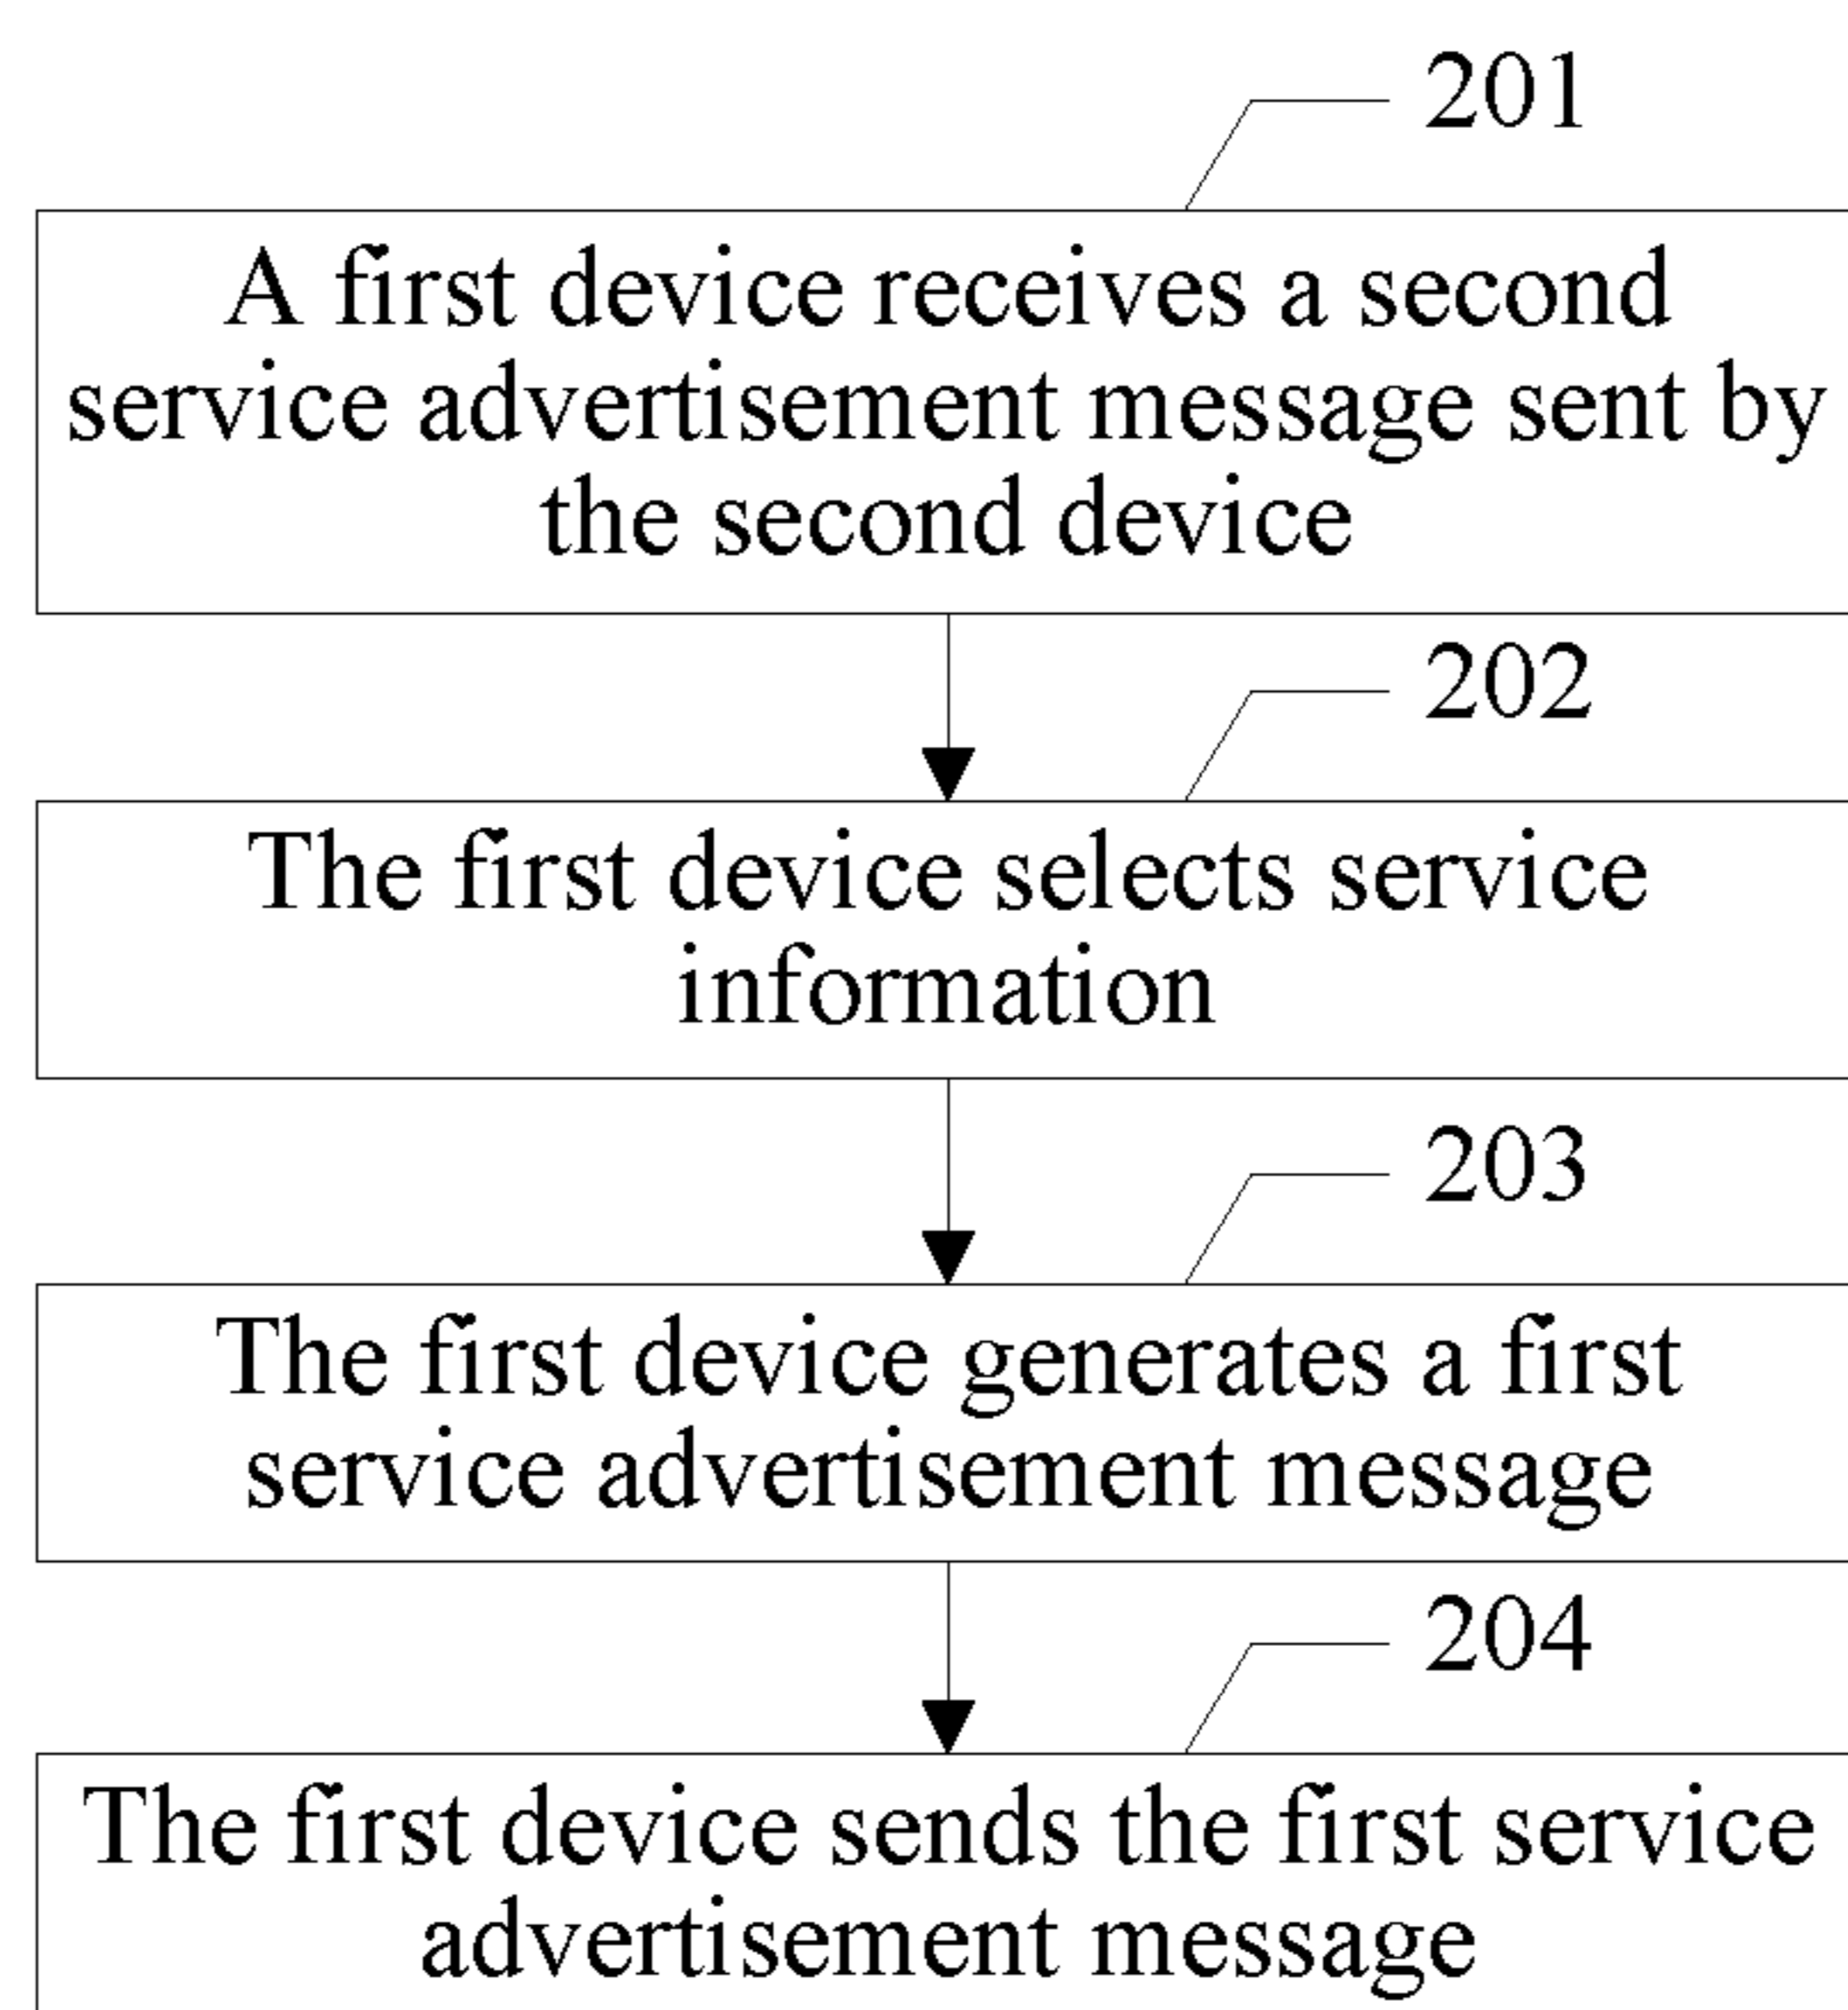 201
A first device receives a second
service advertisement message sent by
the second device
202
The first device selects service
information
203
The first device generates a first
service advertisement message
204
The first device sends the first service
advertisement message